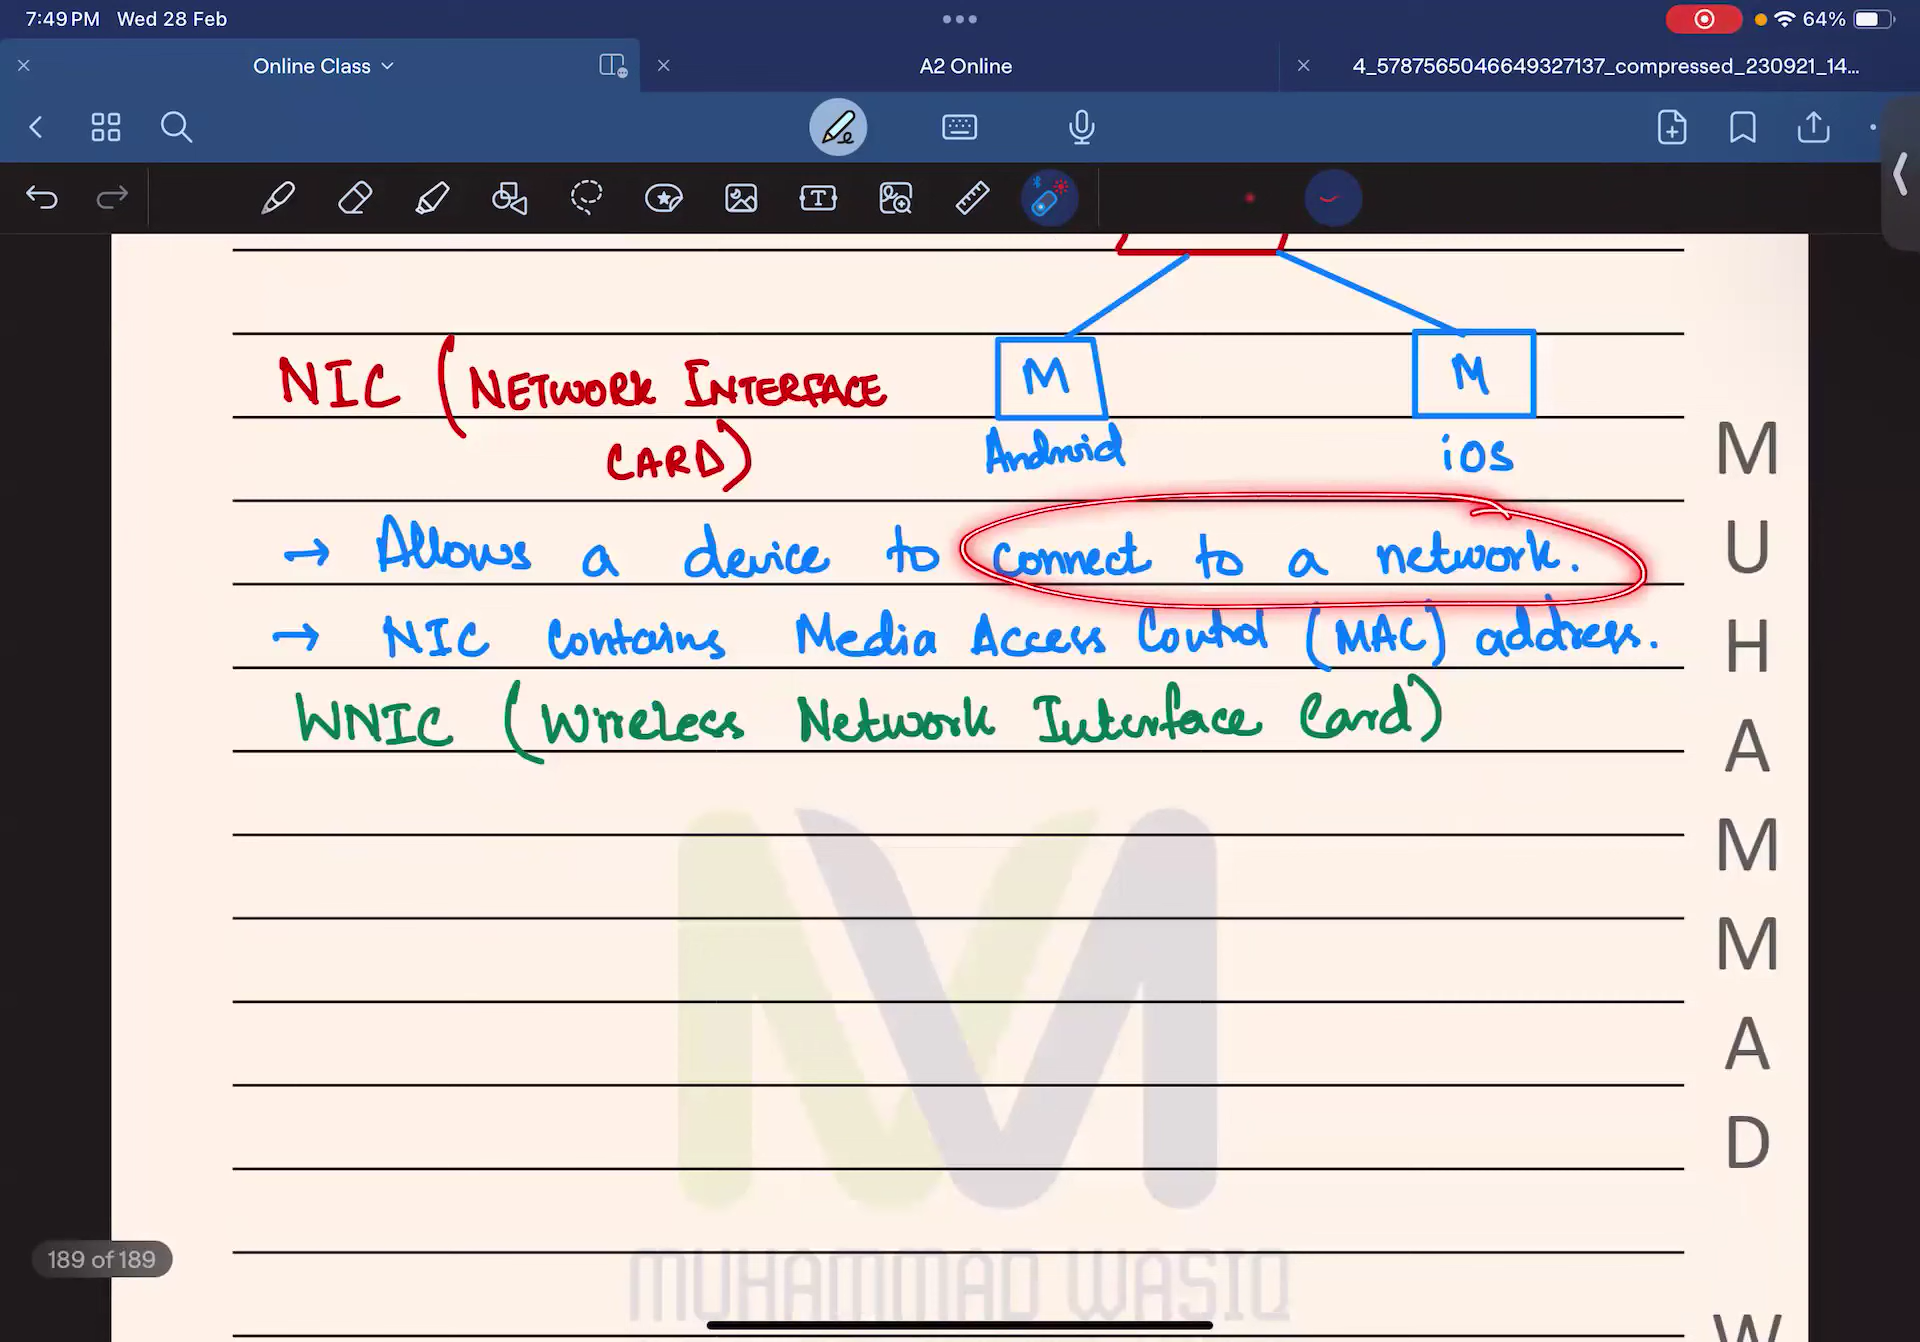 7:49 PM Wed 28 Feb
64%
Online Class
A2 Online
4_5787565046649327137_compressed_230921_14...
NIC (NETWORK INTERFACE
CARD)
M
M
Android
iOS
→ Allows a device to connect to a network.
→ NIC contains Media Access Control (MAC) address.
WNIC (Wireless Network Interface Card)
M
U
H
A
M
M
A
D
W
189 of 189
MUHAMMAD WASIQ